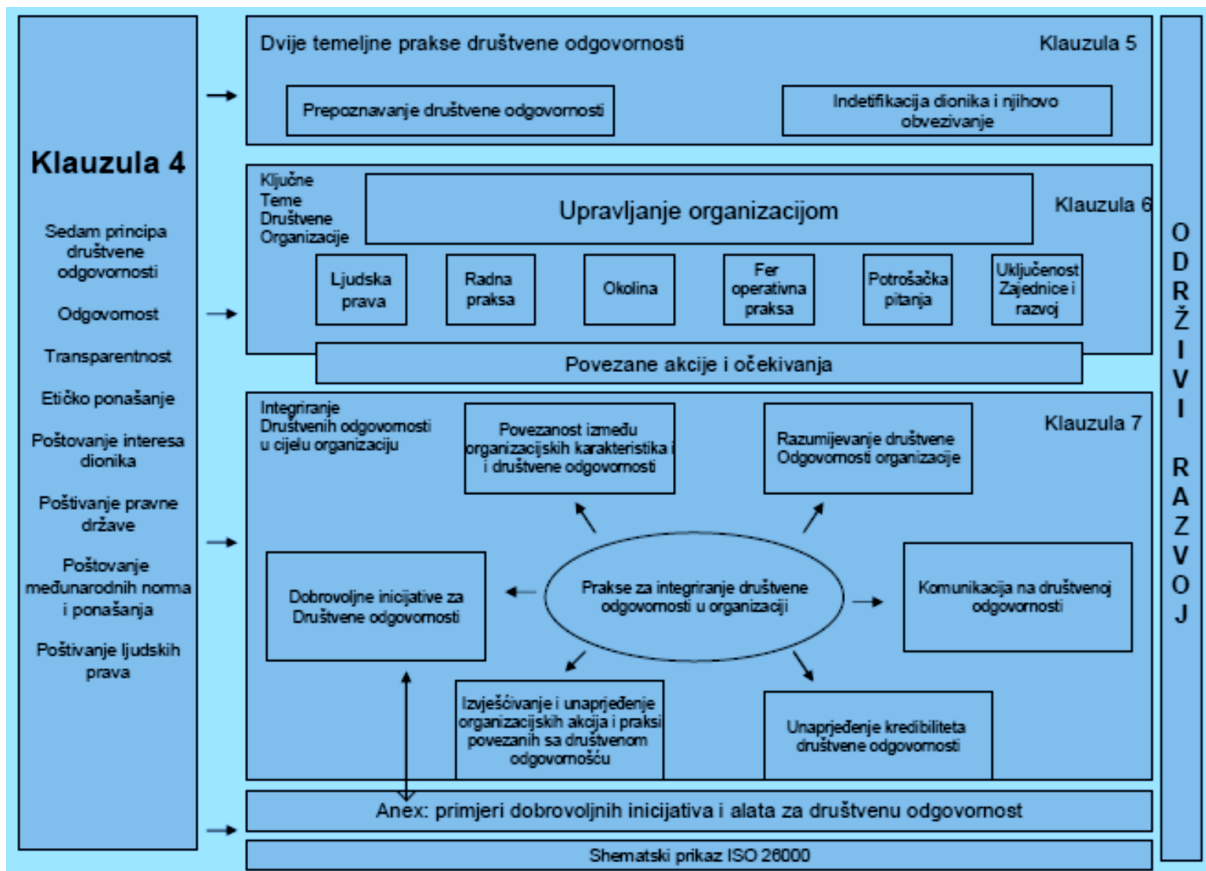 Klauzula 4
Sedam principa
društvene
odgovornosti
Odgovornost
Transparentnost
Etičko ponašanje
Poštovanje interesa
dionika
Poštivanje pravne
države
Poštovanje
međunarodnih norma
i ponašanja
Poštivanje ljudskih
prava
Dvije temeljne prakse društvene odgovornosti
Klauzula 5
Prepoznavanje društvene odgovornosti
Indetifikacija dionika i njihovo
obvezivanje
Ključne
Teme
Društvene
Organizacije
Upravljanje organizacijom
Klauzula 6
Ljudska
prava
Radna
praksa
Okolina
Fer
operativna
praksa
Potrošačka
pitanja
Uključenost
Zajednice i
razvoj
Povezane akcije i očekivanja
Integriranje
Društvenih odgovornosti
u cijelu organizaciju
Klauzula 7
Povezanost između
organizacijskih karakteristika i
i društvene odgovornosti
Razumijevanje društvene
Odgovornosti organizacije
Dobrovoljne inicijative za
Društvene odgovornosti
Prakse za integriranje društvene
odgovornosti u organizaciji
Komunikacija na društvenoj
odgovornosti
Izvješćivanje i unaprjeđenje
organizacijskih akcija i praksi
povezanih sa društvenom
odgovornošću
Unaprjeđenje kredibiliteta
društvene odgovornosti
Anex: primjeri dobrovoljnih inicijativa i alata za društvenu odgovornost
Shematski prikaz ISO 26000
ODRŽIVI RAZVOJ